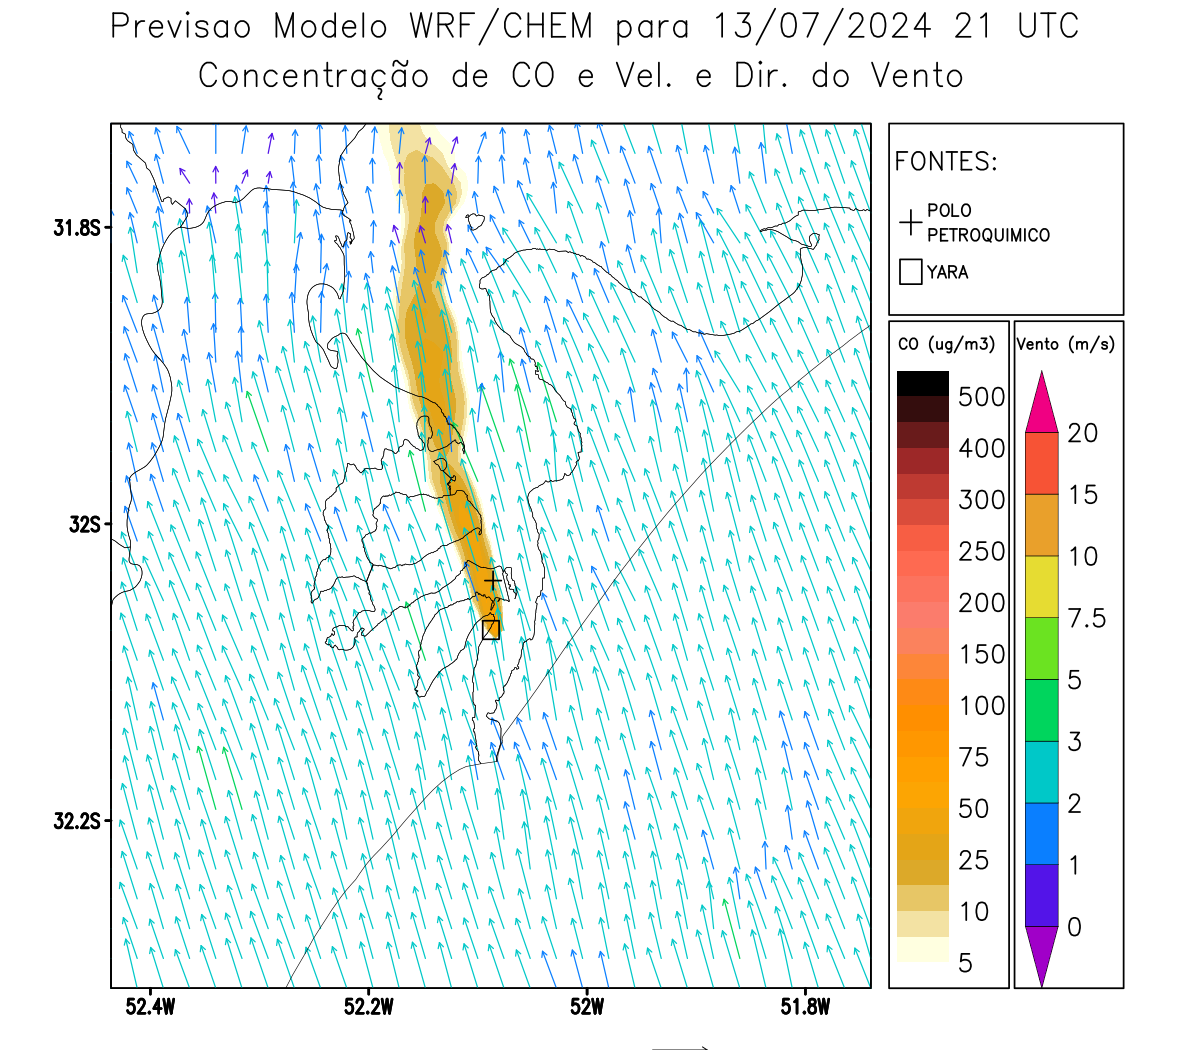 Previsao Modelo WRF/CHEM para 13/07/2024 21 UTC
Concentração de CO e Vel. e Dir. do Vento
FONTES:
POLO
PETROQUIMICO
YARA
31.8S
32S
32.2S
52.4W
52.2W
52W
51.8W
CO (ug/m3)
500
400
300
250
200
150
100
75
50
25
10
5
Vento (m/s)
20
15
10
7.5
5
3
2
1
0